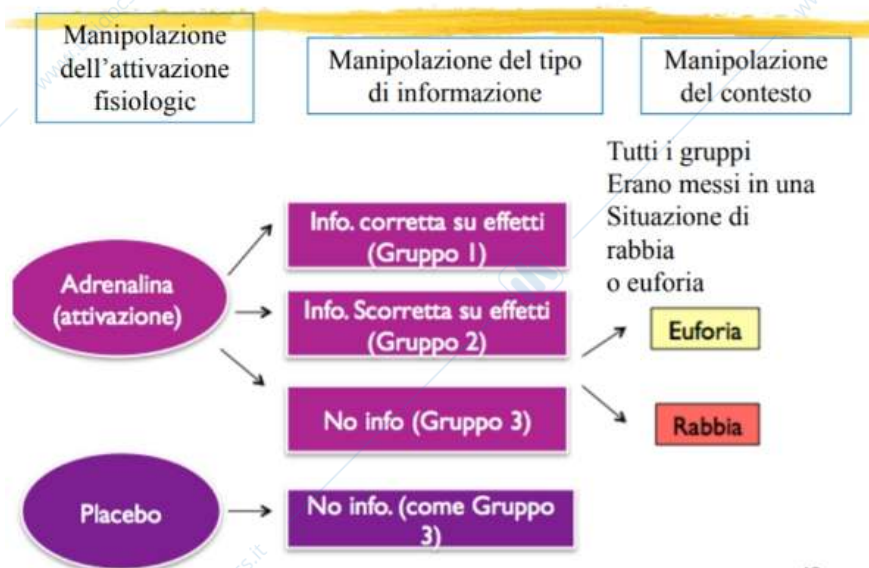 Manipolazione
dell'attivazione
fisiologic
Manipolazione del tipo
di informazione
Manipolazione
del contesto
Tutti i gruppi
Erano messi in una
Situazione di
rabbia
o euforia
Adrenalina
(attivazione)
Info. corretta su effetti
(Gruppo 1)
Info. Scorretta su effetti
(Gruppo 2)
No info (Gruppo 3)
Euforia
Rabbia
Placebo
No info. (come Gruppo
3)